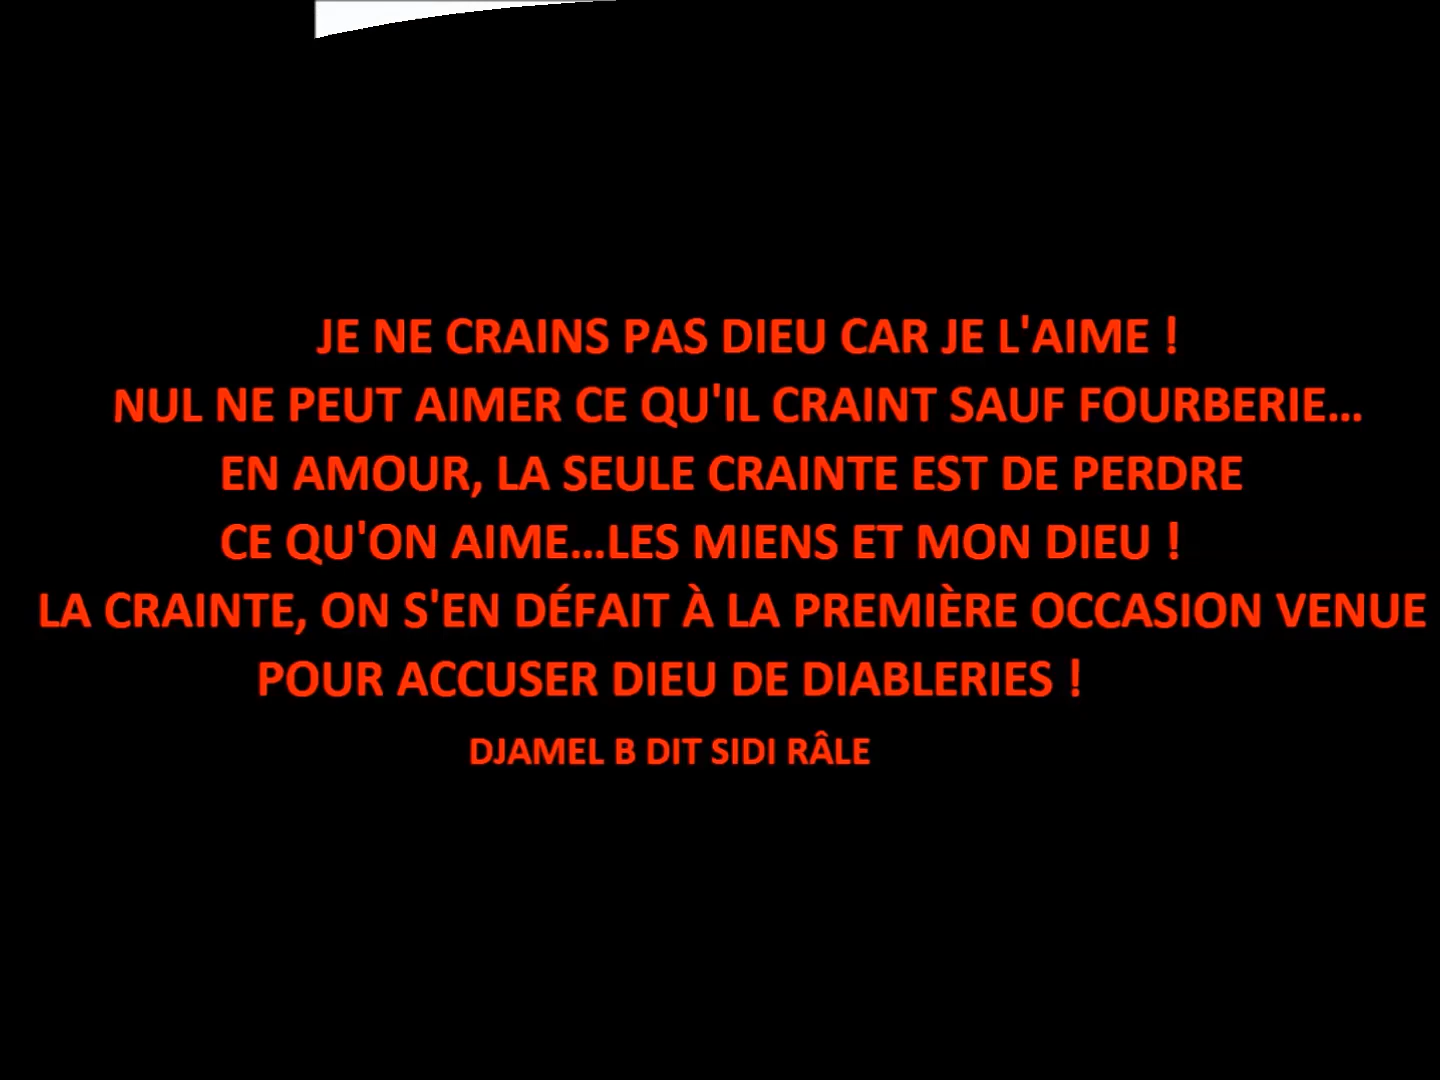 JE NE CRAINS PAS DIEU CAR JE L'AIME !
NUL NE PEUT AIMER CE QU'IL CRAINT SAUF FOURBERIE...
EN AMOUR, LA SEULE CRAINTE EST DE PERDRE
CE QU'ON AIME...LES MIENS ET MON DIEU !
LA CRAINTE, ON S'EN DÉFAIT À LA PREMIÈRE OCCASION VENUE
POUR ACCUSER DIEU DE DIABLERIES !
DJAMEL B DIT SIDI RÂLE